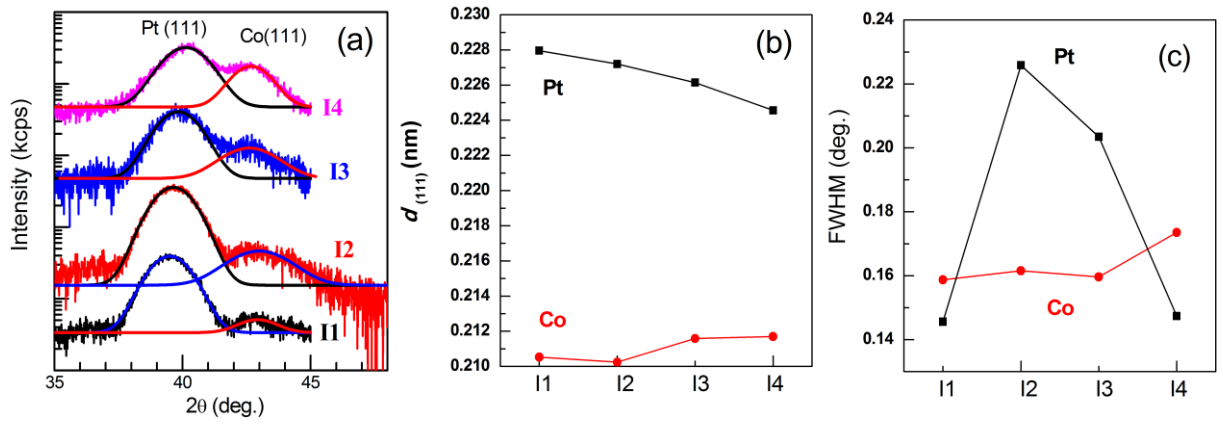 (a)
Pt (111)
Co(111)
I4
I3
I2
I1
Intensity (kcps)
35
40
45
2θ (deg.)
(b)
0.230
0.228
0.226
0.224
0.222
0.220
0.218
0.216
0.214
0.212
0.210
d(111) (nm)
Pt
Co
I1
I2
I3
I4
(c)
0.24
0.22
0.20
0.18
0.16
0.14
FWHM (deg.)
Pt
Co
I1
I2
I3
I4